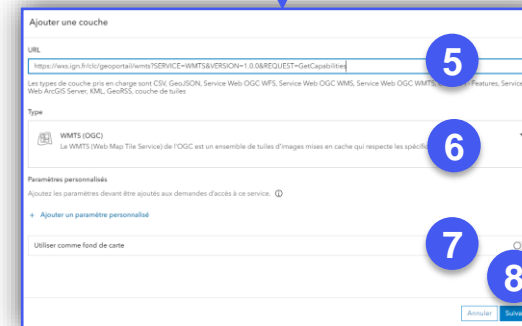 Ajouter une couche
URL
https://wxs.ign.fr/clc/geoportail/wmts?SERVICE=WMTS&VERSION=1.0.0&REQUEST=GetCapabilities
5
Les types de couche pris en charge sont CSV, GeoJSON, Service Web OGC WFS, Service Web OGC WMS, Service Web OGC WMTS, Features, Service
Web ArcGIS Server, KML, GeoRSS, couche de tuiles
Type
WMTS (OGC)
Le WMTS (Web Map Tile Service) de l'OGC est un ensemble de tuiles d'images mises en cache qui respecte les
6
Paramètres personnalisés
Ajoutez les paramètres devant être ajoutés aux demandes d'accès à ce service.
+ Ajouter un paramètre personnalisé
Utiliser comme fond de carte
7
8
Annuler